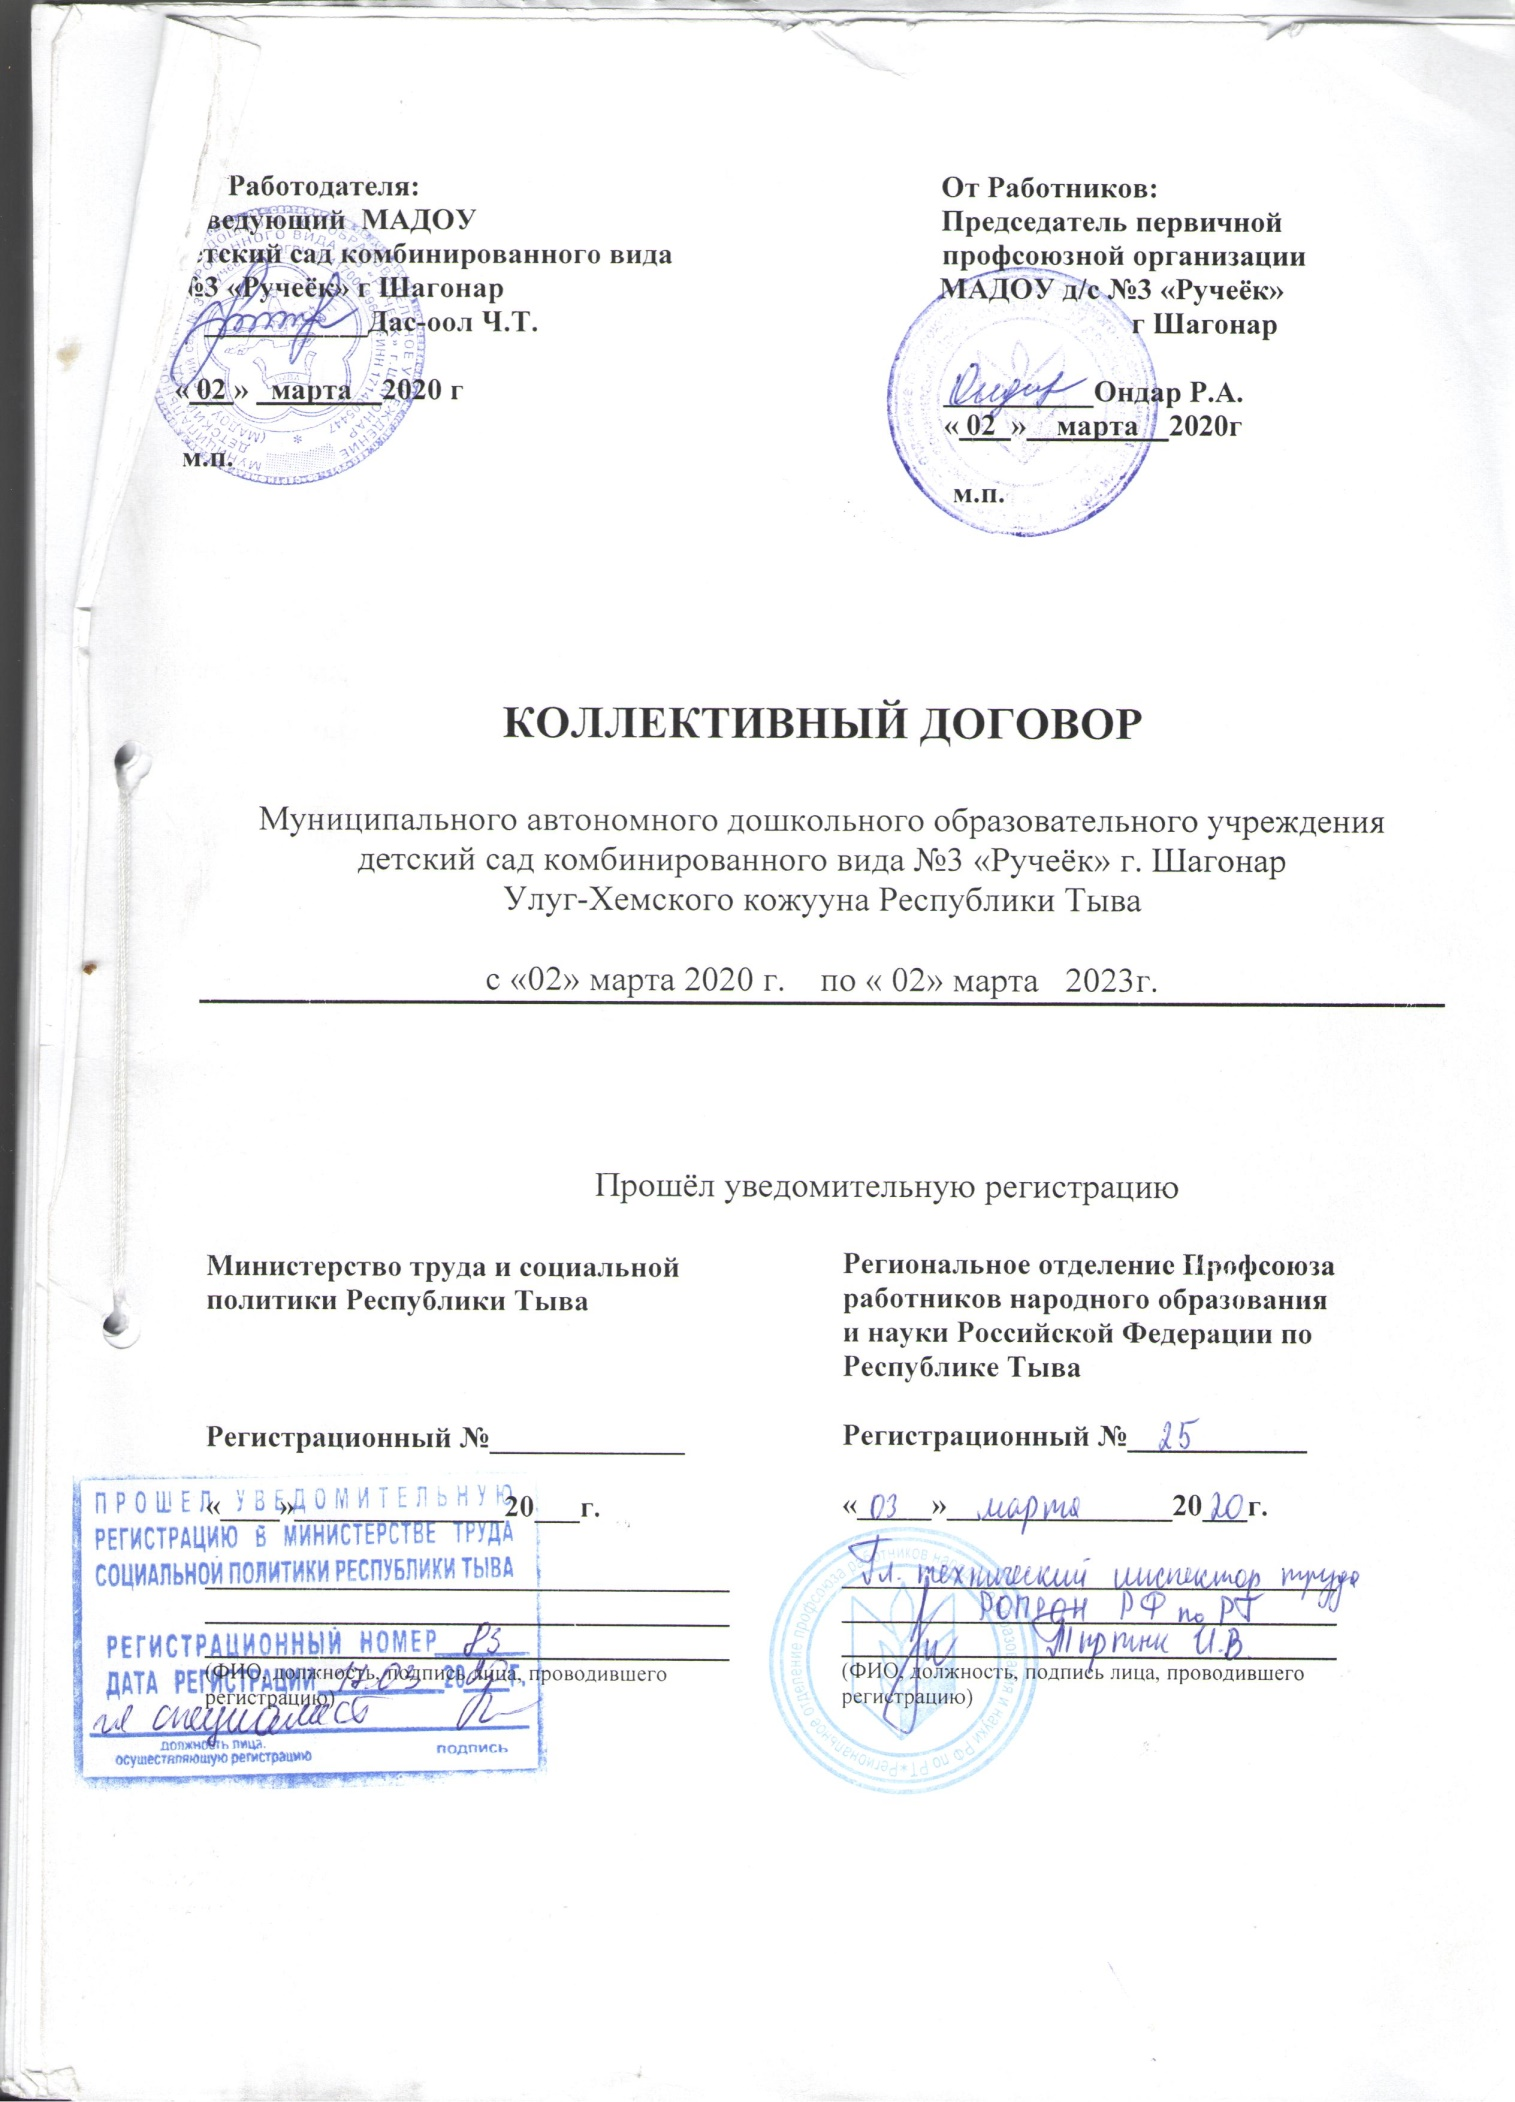 Работодателя:
ведующий МАДОУ
етский сад комбинированного вида
№3 «Ручеёк» г Шагонар
Дас-оол Ч.Т.
« 02 » марта 2020 г
м.п.
От Работников:
Председатель первичной
профсоюзной организации
МАДОУ д/с №3 «Ручеёк»
г Шагонар
Ондар Р.А.
« 02 » марта 2020г
м.п.
КОЛЛЕКТИВНЫЙ ДОГОВОР
Муниципального автономного дошкольного образовательного учреждения
детский сад комбинированного вида №3 «Ручеёк» г. Шагонар
Улуг-Хемского кожууна Республики Тыва
с «02» марта 2020 г. по « 02» марта 2023г.
Прошёл уведомительную регистрацию
Министерство труда и социальной
политики Республики Тыва
Регистрационный №
« » 20 г.
(ФИО, должность, подпись лица, проводившего
регистрацию)
ПРОШЕЛ УВЕДОМИТЕЛЬНУЮ
РЕГИСТРАЦИЮ В МИНИСТЕРСТВЕ ТРУДА
СОЦИАЛЬНОЙ ПОЛИТИКИ РЕСПУБЛИКИ ТЫВА
РЕГИСТРАЦИОННЫЙ НОМЕР 83
ДАТА РЕГИСТРАЦИИ 17.03 20 г.
гл специалист
должность лица,
осуществляющую регистрацию
подпись
Региональное отделение Профсоюза
работников народного образования
и науки Российской Федерации по
Республике Тыва
Регистрационный № 25
« 03 » марта 20 20 г.
Гл. технический инспектор труда
РФ по РТ
И.В.
(ФИО, должность, подпись лица, проводившего
регистрацию)